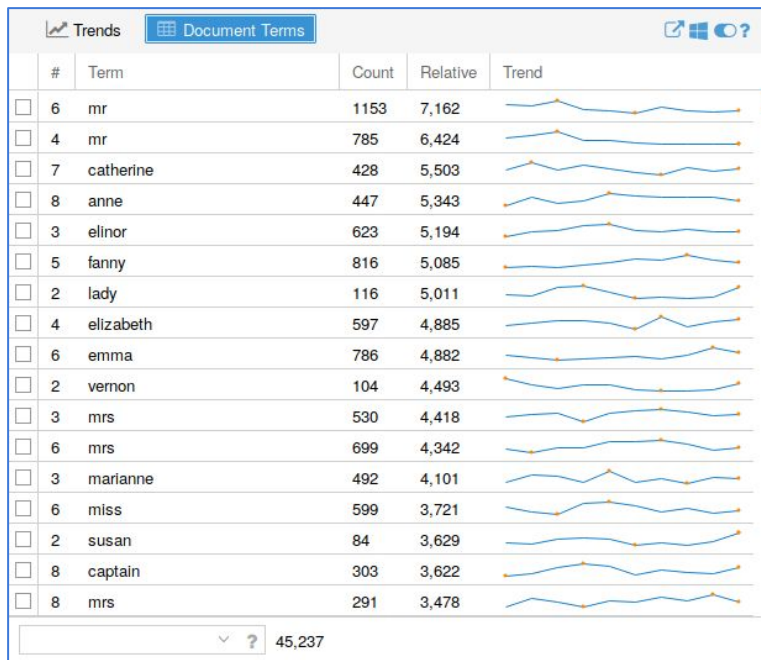 Trends Document Terms ?
# Term Count Relative Trend
6 mr 1153 7,162
4 mr 785 6,424
7 catherine 428 5,503
8 anne 447 5,343
3 elinor 623 5,194
5 fanny 816 5,085
2 lady 116 5,011
4 elizabeth 597 4,885
6 emma 786 4,882
2 vernon 104 4,493
3 mrs 530 4,418
6 mrs 699 4,342
3 marianne 492 4,101
6 miss 599 3,721
2 susan 84 3,629
8 captain 303 3,622
8 mrs 291 3,478
? 45,237